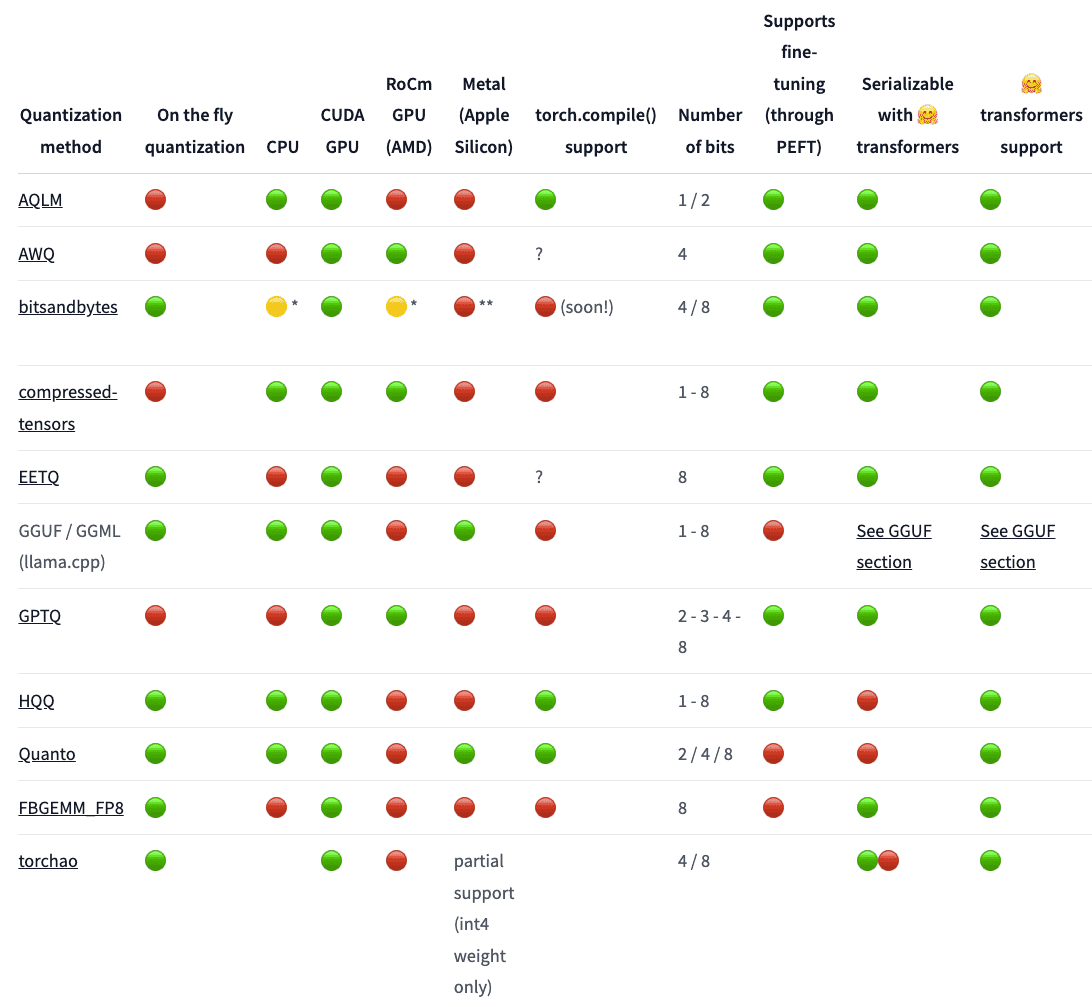 Quantization method	On the fly quantization	CPU	CUDA GPU	RoCm GPU (AMD)	Metal (Apple Silicon)	torch.compile() support	Number of bits	Supports fine-tuning (through PEFT)	Serializable with 🤗 transformers	🤗 transformers support
AQLM	🔴	🟢	🟢	🔴	🔴	🟢	1 / 2	🟢	🟢	🟢
AWQ	🔴	🔴	🟢	🟢	🔴	?	4	🟢	🟢	🟢
bitsandbytes	🟢	🟡 *	🟢	🟡 *	🔴 **	🔴 (soon!)	4 / 8	🟢	🟢	🟢
compressed-tensors	🔴	🟢	🟢	🟢	🔴	🔴	1 - 8	🟢	🟢	🟢
EETQ	🟢	🔴	🟢	🔴	🔴	?	8	🟢	🟢	🟢
GGUF / GGML (llama.cpp)	🟢	🟢	🟢	🔴	🟢	🔴	1 - 8	🔴	See GGUF section	See GGUF section
GPTQ	🔴	🔴	🟢	🟢	🔴	🔴	2 - 3 - 4 - 8	🟢	🟢	🟢
HQQ	🟢	🟢	🟢	🔴	🔴	🟢	1 - 8	🟢	🔴	🟢
Quanto	🟢	🟢	🟢	🔴	🟢	🟢	2 / 4 / 8	🔴	🔴	🟢
FBGEMM_FP8	🟢	🔴	🟢	🔴	🔴	🔴	8	🔴	🟢	🟢
torchao	🟢		🟢	🔴	partial support (int4 weight only)		4 / 8		🟢🔴	🟢